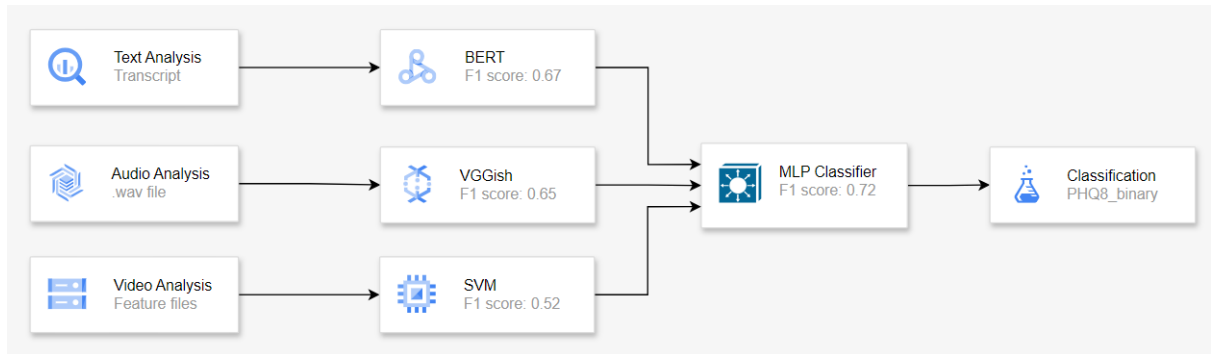 Text Analysis
Transcript
BERT
F1 score: 0.67
Audio Analysis
.wav file
VGGish
F1 score: 0.65
MLP Classifier
F1 score: 0.72
Classification
PHQ8_binary
Video Analysis
Feature files
SVM
F1 score: 0.52